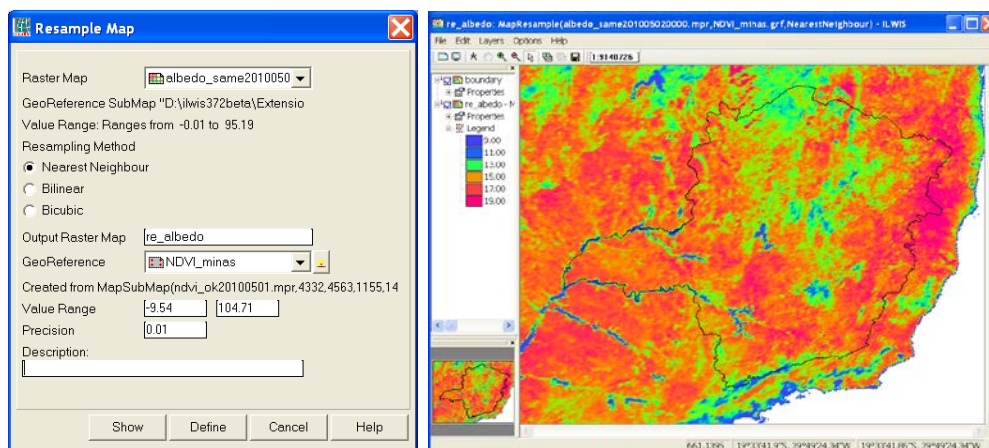 Resample Map
Raster Map
albedo_same2010050
GeoReference SubMap "D:\ilwis372beta\Extensio
Value Range: Ranges from -0.01 to 95.19
Resampling Method
Nearest Neighbour
Bilinear
Bicubic
Output Raster Map
re_albedo
GeoReference
NDVI_minas
Created from MapSubMap(ndvi_ok20100501.mpr,4332,4563,1155,14
Value Range
-9.54
104.71
Precision
0.01
Description:
Show
Define
Cancel
Help
re_albedo: MapResample(albedo_same201005020000.mpr,NDVI_minas.grf,NearestNeighbour) - ILWIS
File Edit Layers Options Help
1:9140726
boundary
Properties
re_albedo - M
Properties
Legend
9.00
11.00
13.00
15.00
17.00
19.00